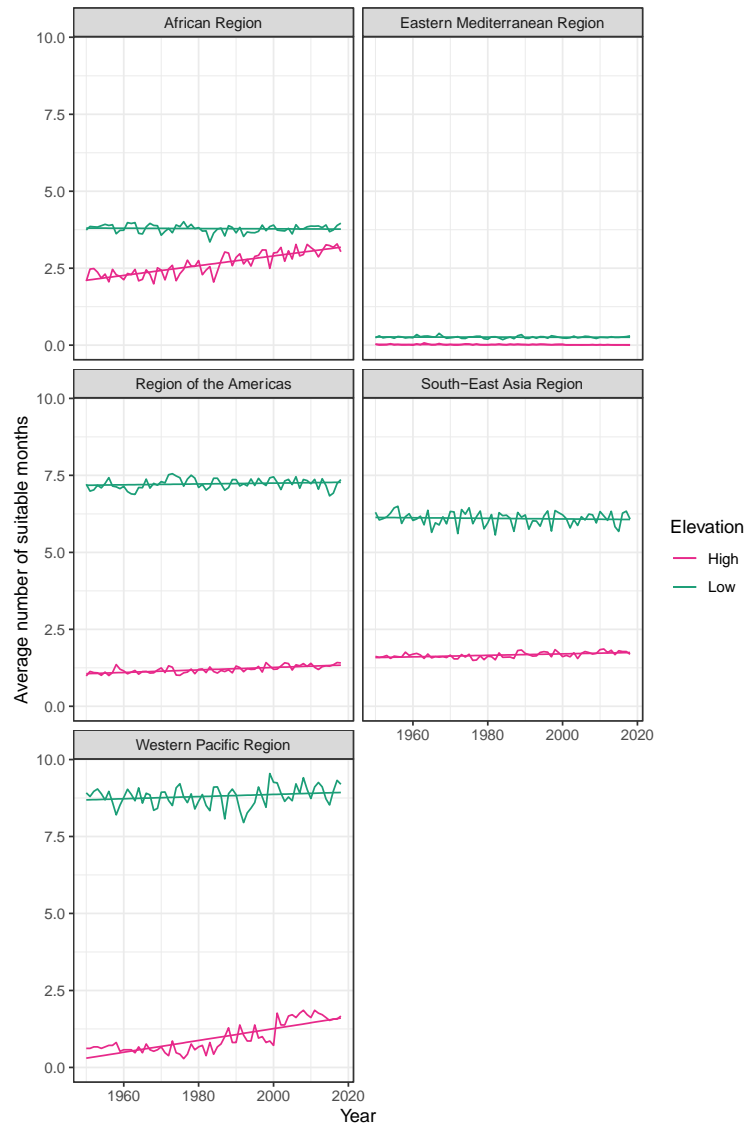 African Region
Eastern Mediterranean Region
10.0
7.5
5.0
2.5
0.0
Region of the Americas
South−East Asia Region
10.0
7.5
5.0
2.5
0.0
1960 1980 2000 2020
Western Pacific Region
10.0
7.5
5.0
2.5
0.0
1960 1980 2000 2020
Year
Average number of suitable months
Elevation
High
Low